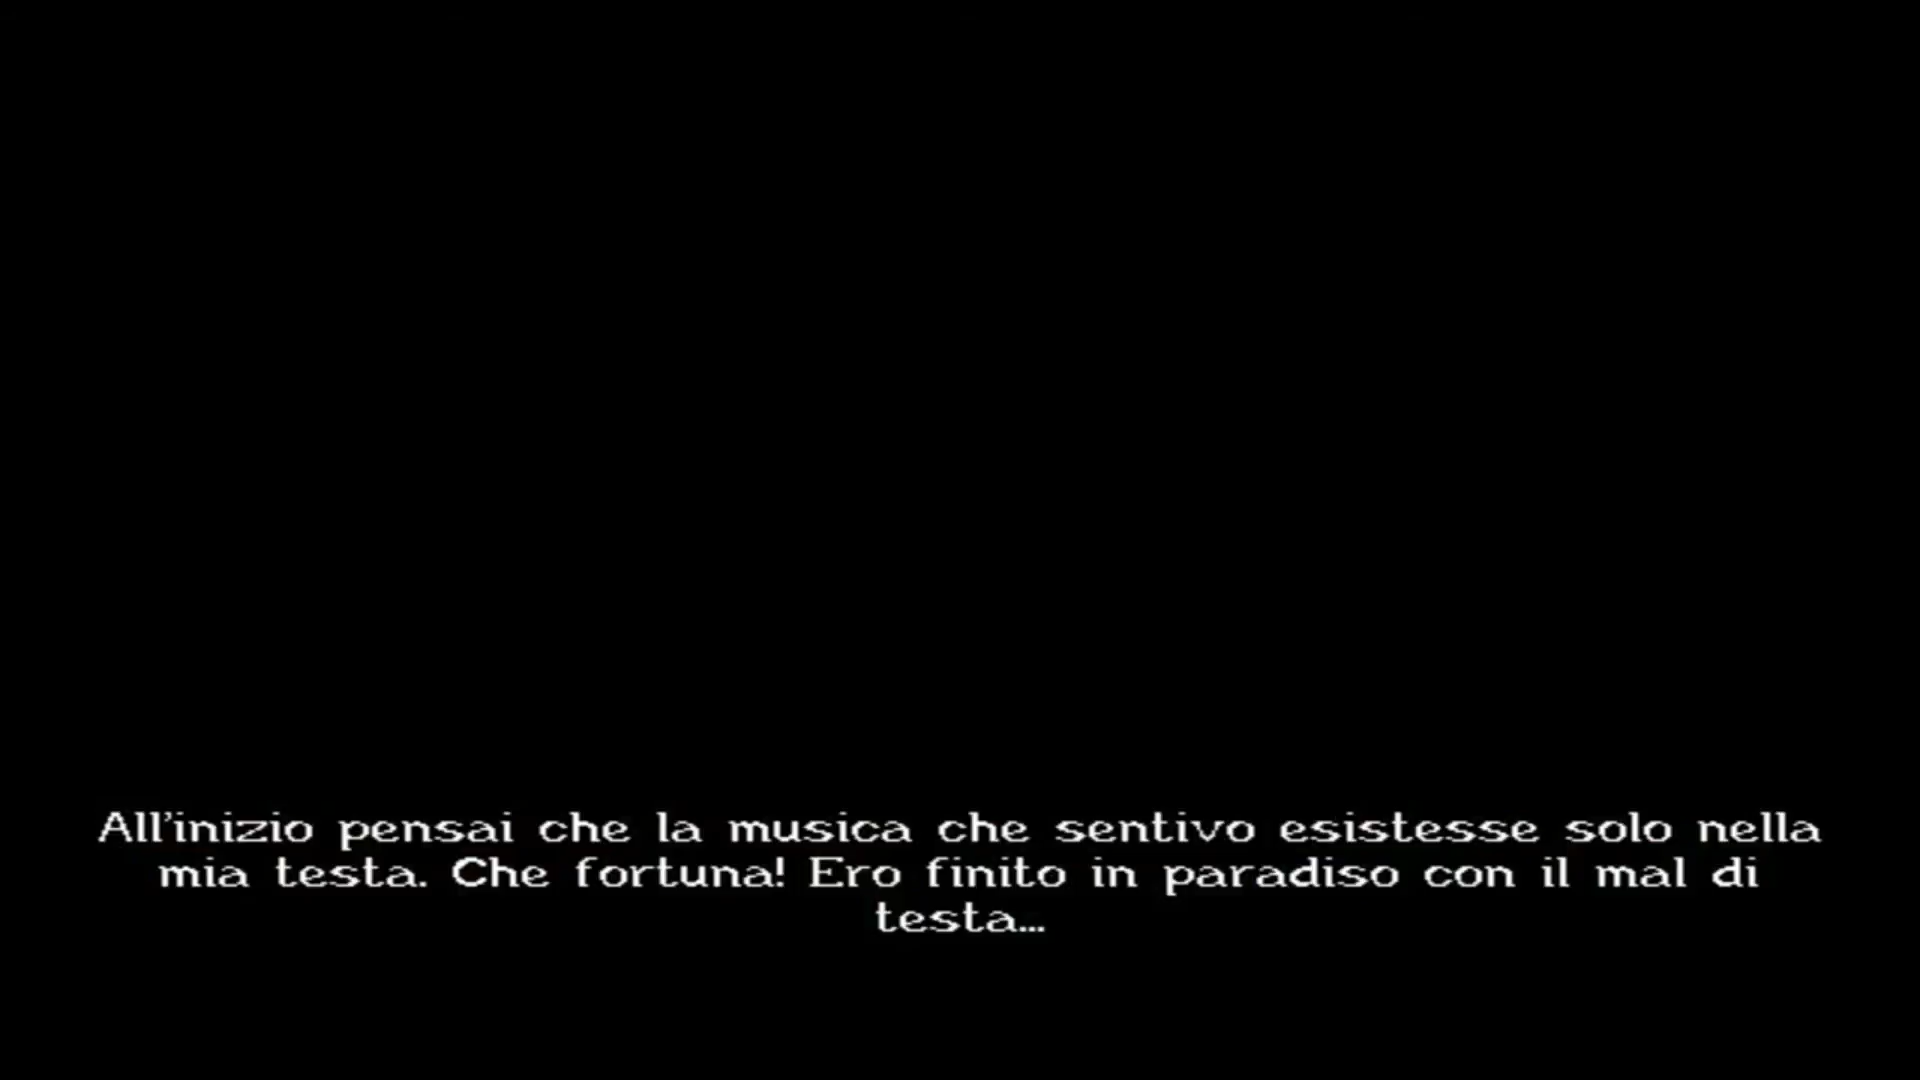 All'inizio pensai che la musica che sentivo esistesse solo nella
mia testa. Che fortuna! Ero finito in paradiso con il mal di
testa...